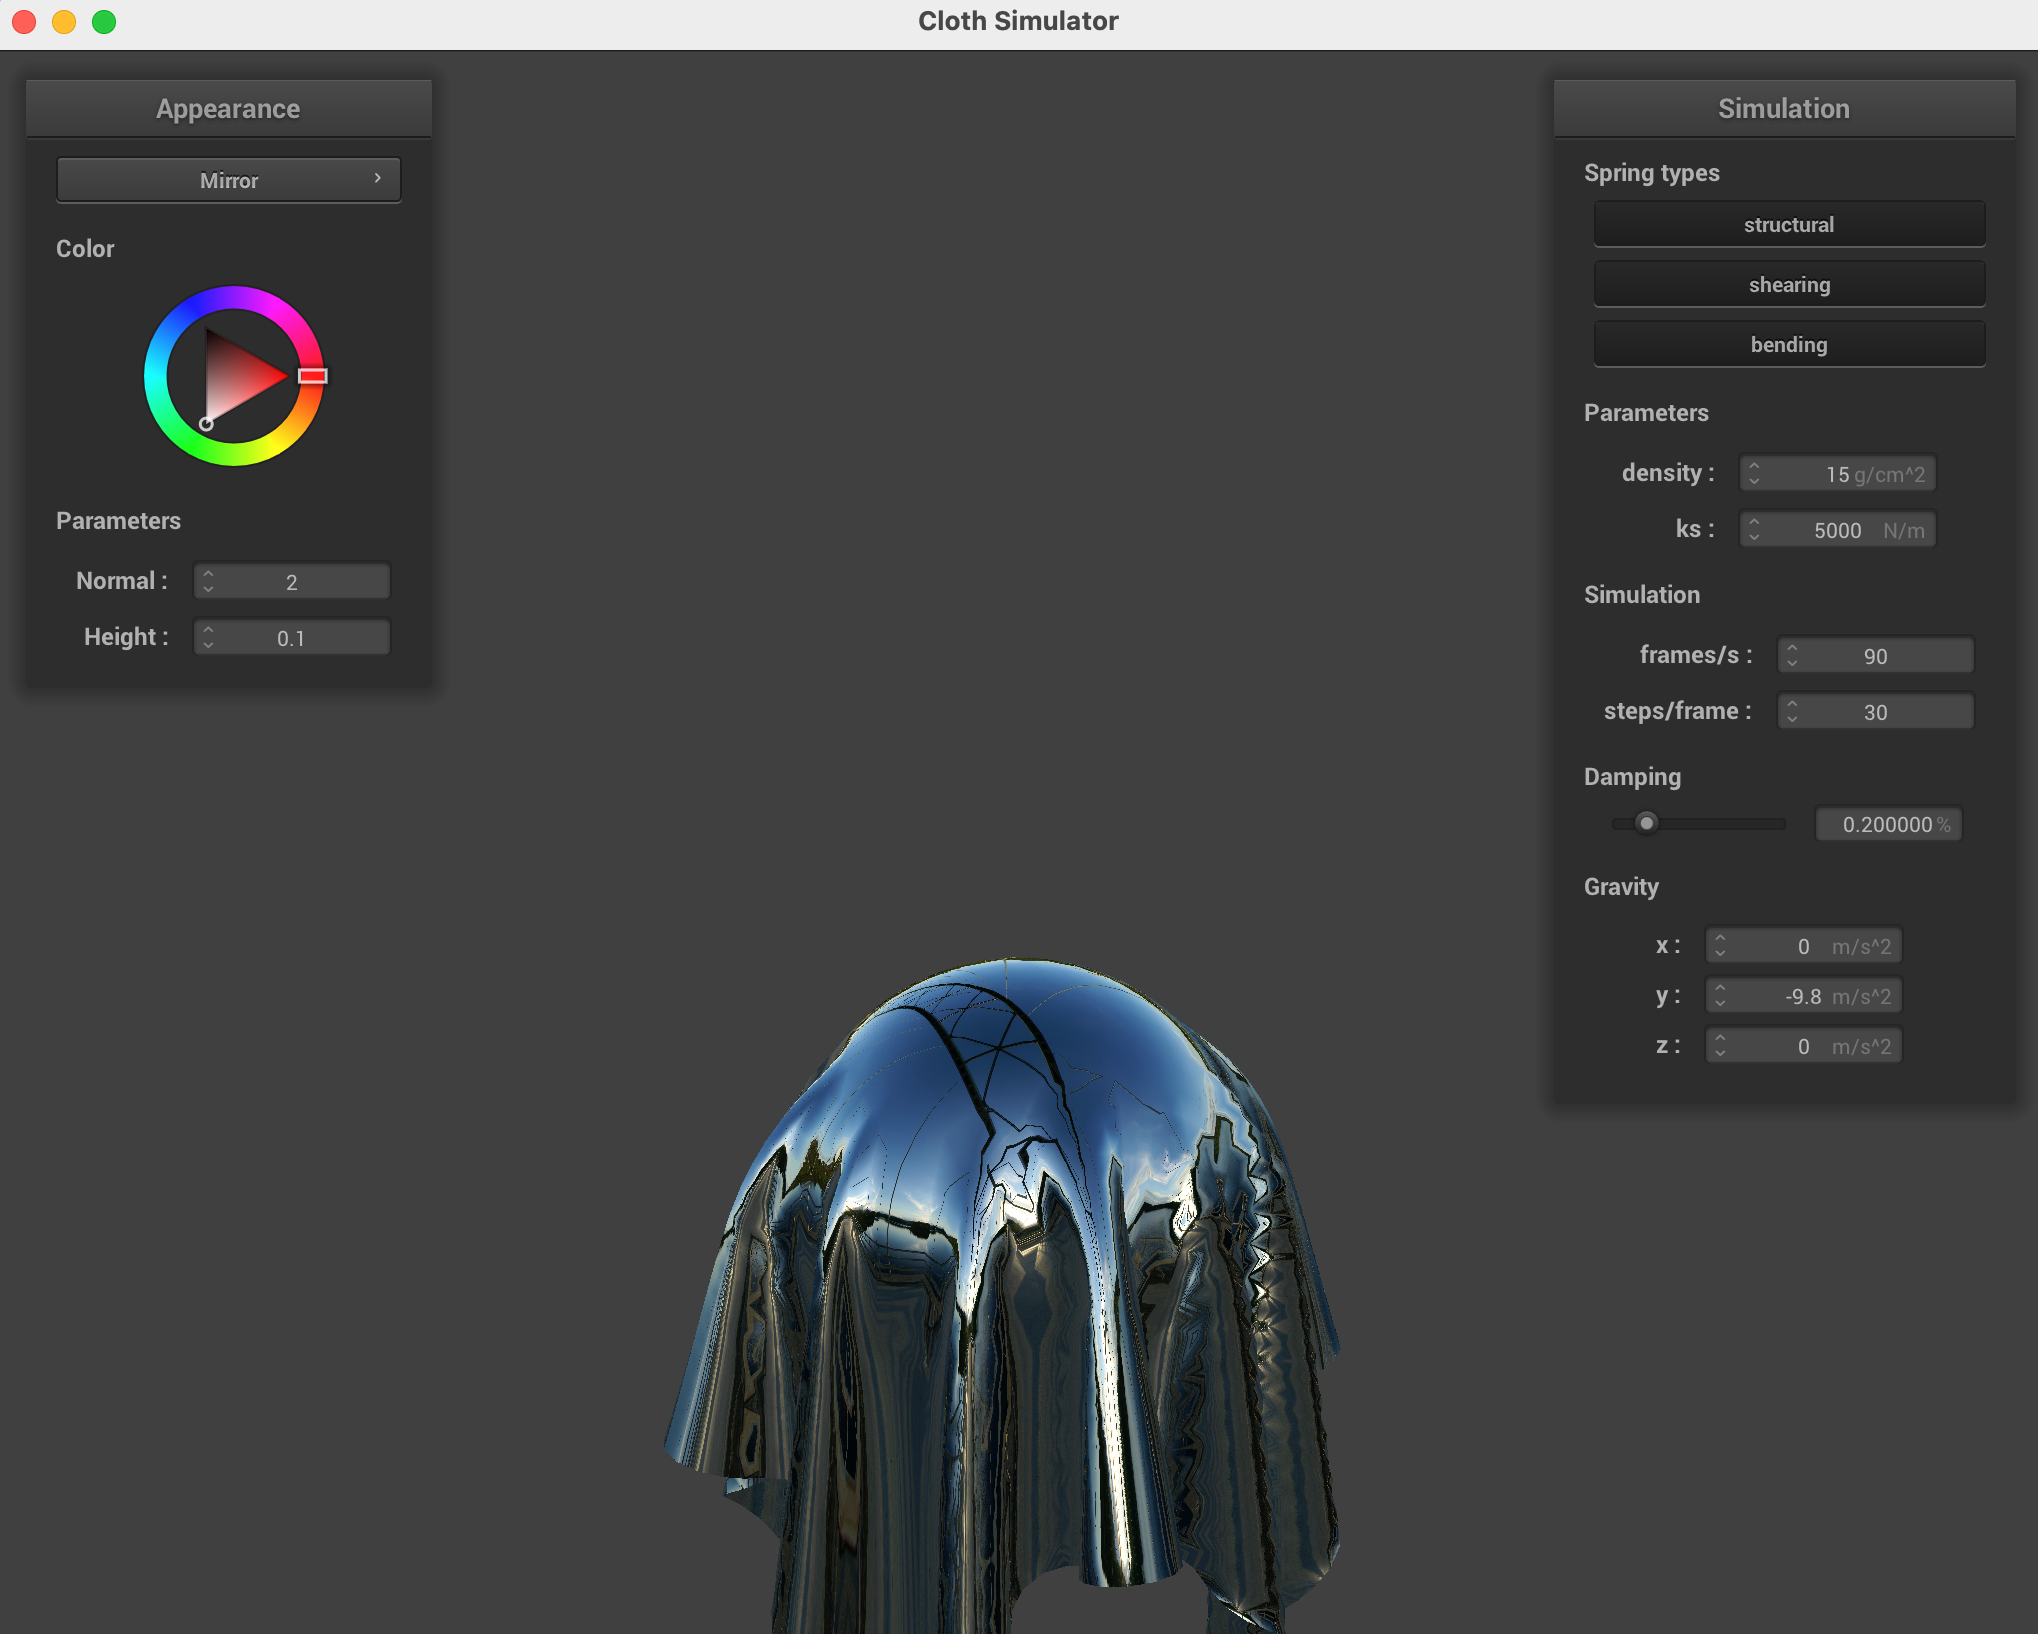 Cloth Simulator
Appearance
Mirror
Color
Parameters
Normal : 2
Height : 0.1
Simulation
Spring types
structural
shearing
bending
Parameters
density : 15 g/cm^2
ks : 5000 N/m
Simulation
frames/s : 90
steps/frame : 30
Damping
0.200000 %
Gravity
x : 0 m/s^2
y : -9.8 m/s^2
z : 0 m/s^2